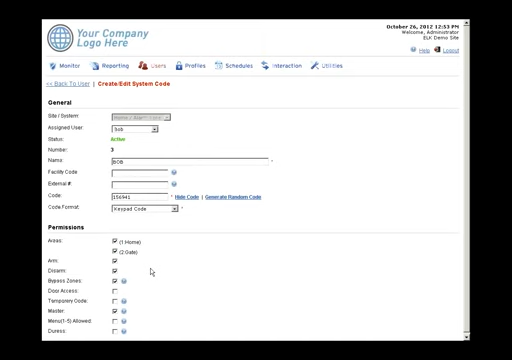 Your Company
Logo Here
October 26, 2012 12:53 PM
Welcome, Administrator
ELK Demo Site
Help Logout
Monitor Reporting Users Profiles Schedules Interaction Utilities
<< Back To User | Create/Edit System Code
General
Site / System:
Assigned User: bob
Status: Active
Number: 3
Name: BOB *
Facility Code
External #:
Code: 156941 * Hide Code | Generate Random Code
Code Format: Keypad Code *
Permissions
Areas: (1 Home)
(2 Gate)
Arm:
Disarm:
Bypass Zones:
Door Access:
Temporary Code:
Master:
Menu(1-5) Allowed:
Duress: